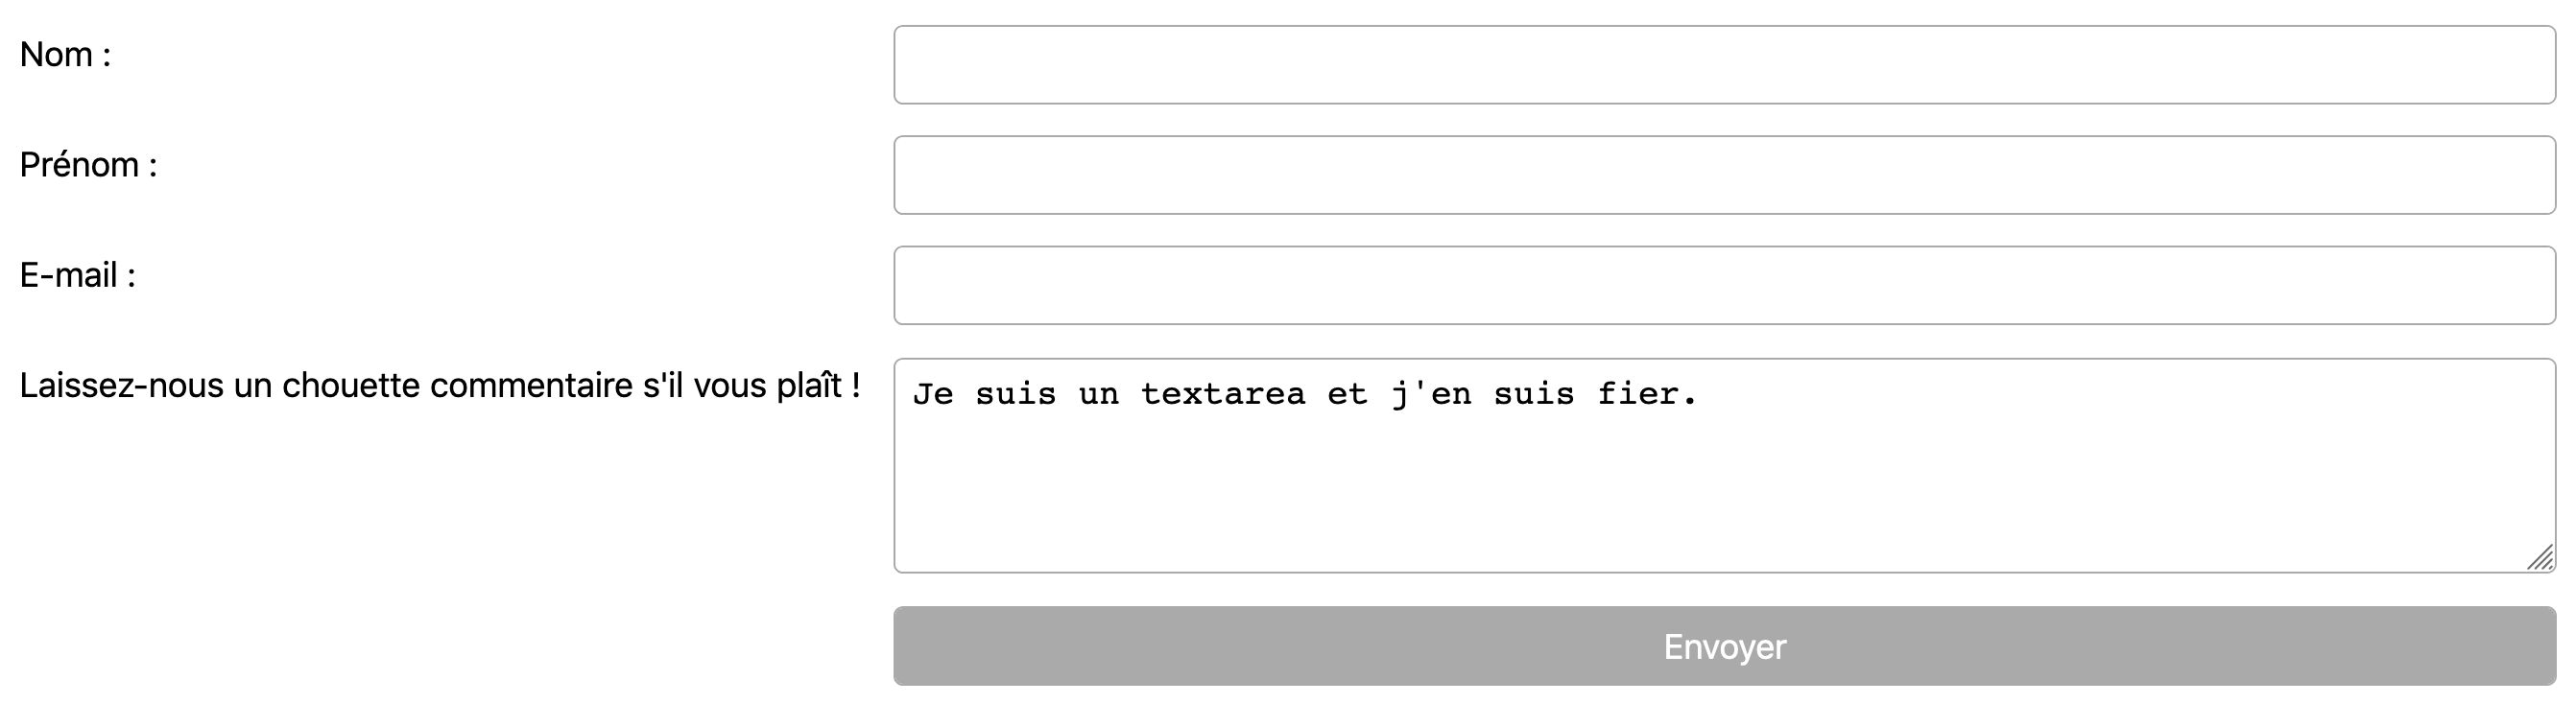 Nom :
Prénom :
E-mail :
Laissez-nous un chouette commentaire s'il vous plaît !
Je suis un textarea et j'en suis fier.
Envoyer